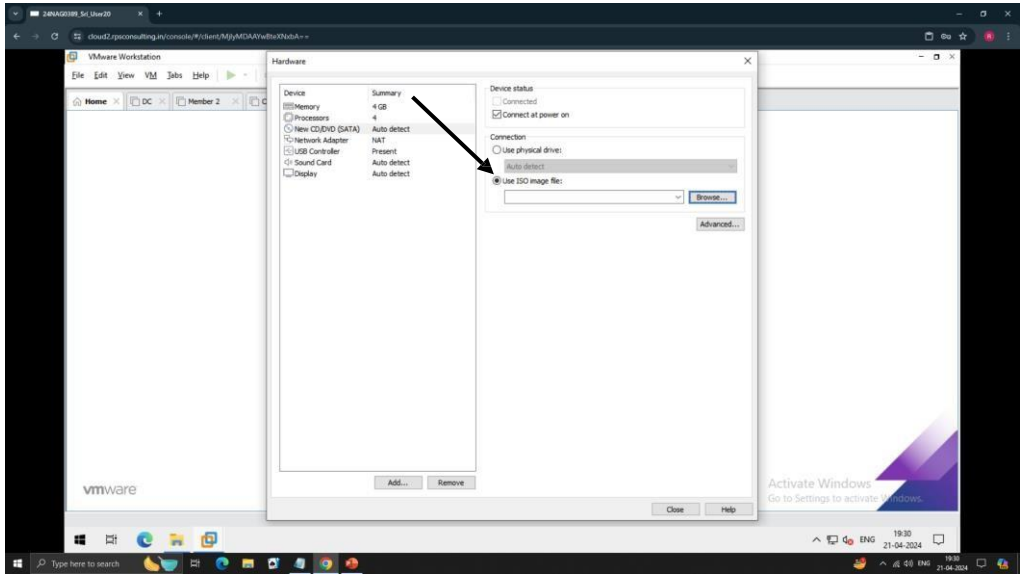 24NAG0389_Sri_User20
cloud2.rpsconsulting.in/console/#/client/MjIyMDAAYwBteXNxbA==
VMware Workstation
File Edit View VM Tabs Help
Home DC Member 2
Hardware
Device Summary
Memory 4 GB
Processors 4
New CD/DVD (SATA) Auto detect
Network Adapter NAT
USB Controller Present
Sound Card Auto detect
Display Auto detect
Add... Remove
Device status
Connected
Connect at power on
Connection
Use physical drive:
Auto detect
Use ISO image file:
Browse...
Advanced...
Close Help
vmware
Activate Windows
Go to Settings to activate Windows.
ENG 19:30
21-04-2024
Type here to search
ENG 19:30
21-04-2024